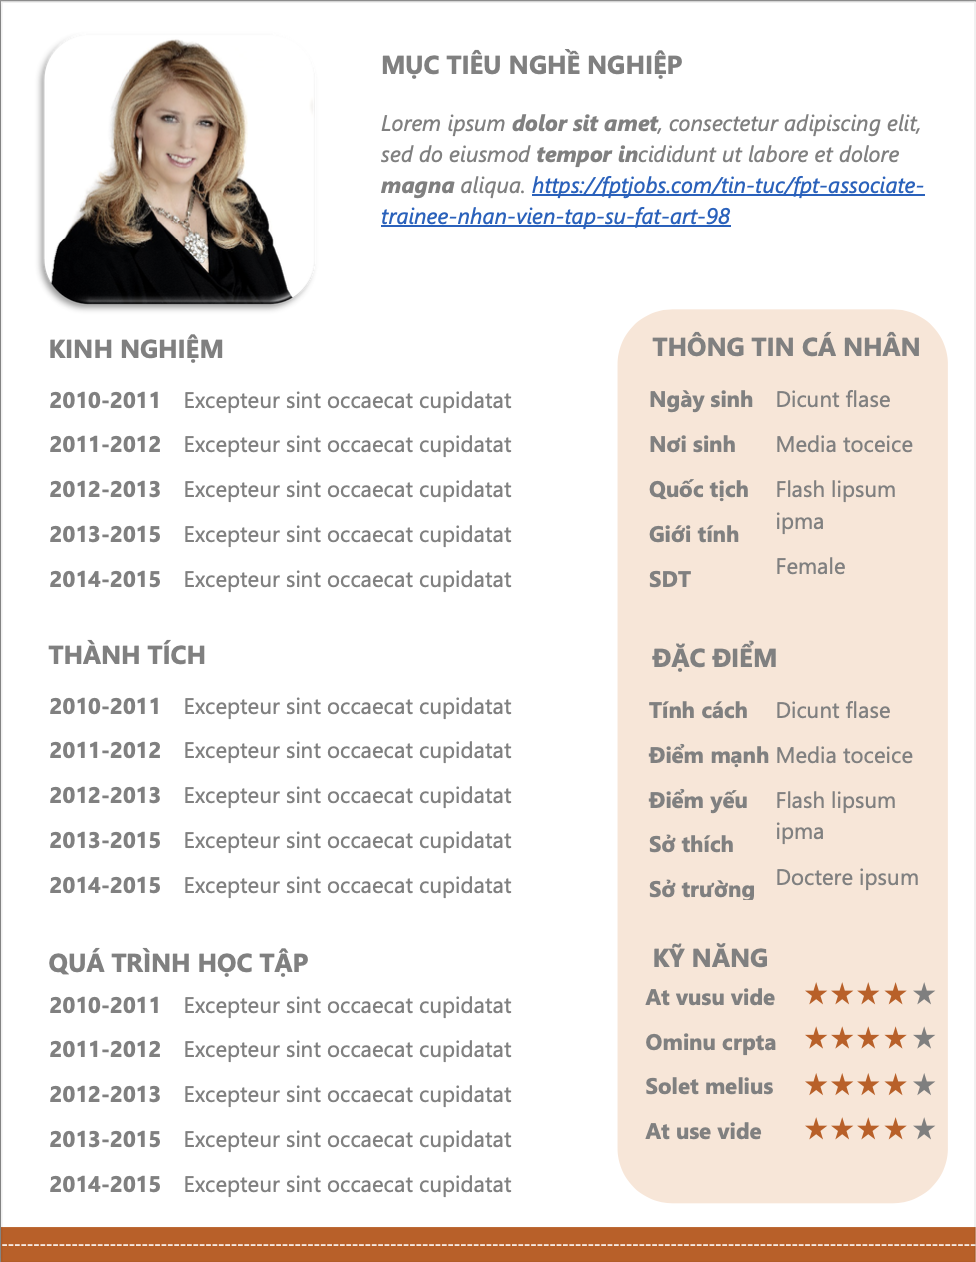 MỤC TIÊU NGHỀ NGHIỆP
Lorem ipsum dolor sit amet, consectetur adipiscing elit,
sed do eiusmod tempor incididunt ut labore et dolore
magna aliqua. https://fptjobs.com/tin-tuc/fpt-associate-
trainee-nhan-vien-tap-su-fat-art-98
KINH NGHIỆM
2010-2011 Excepteur sint occaecat cupidatat
2011-2012 Excepteur sint occaecat cupidatat
2012-2013 Excepteur sint occaecat cupidatat
2013-2015 Excepteur sint occaecat cupidatat
2014-2015 Excepteur sint occaecat cupidatat
THÀNH TÍCH
2010-2011 Excepteur sint occaecat cupidatat
2011-2012 Excepteur sint occaecat cupidatat
2012-2013 Excepteur sint occaecat cupidatat
2013-2015 Excepteur sint occaecat cupidatat
2014-2015 Excepteur sint occaecat cupidatat
QUÁ TRÌNH HỌC TẬP
2010-2011 Excepteur sint occaecat cupidatat
2011-2012 Excepteur sint occaecat cupidatat
2012-2013 Excepteur sint occaecat cupidatat
2013-2015 Excepteur sint occaecat cupidatat
2014-2015 Excepteur sint occaecat cupidatat
THÔNG TIN CÁ NHÂN
Ngày sinh Dicunt flase
Nơi sinh Media toceice
Quốc tịch Flash lipsum
ipma
Giới tính
Female
SDT
ĐẶC ĐIỂM
Tính cách Dicunt flase
Điểm mạnh Media toceice
Điểm yếu Flash lipsum
ipma
Sở thích
Doctere ipsum
Sở trường
KỸ NĂNG
At vusu vide ★★★★★
Ominu crpta ★★★★★
Solet melius ★★★★★
At use vide ★★★★★